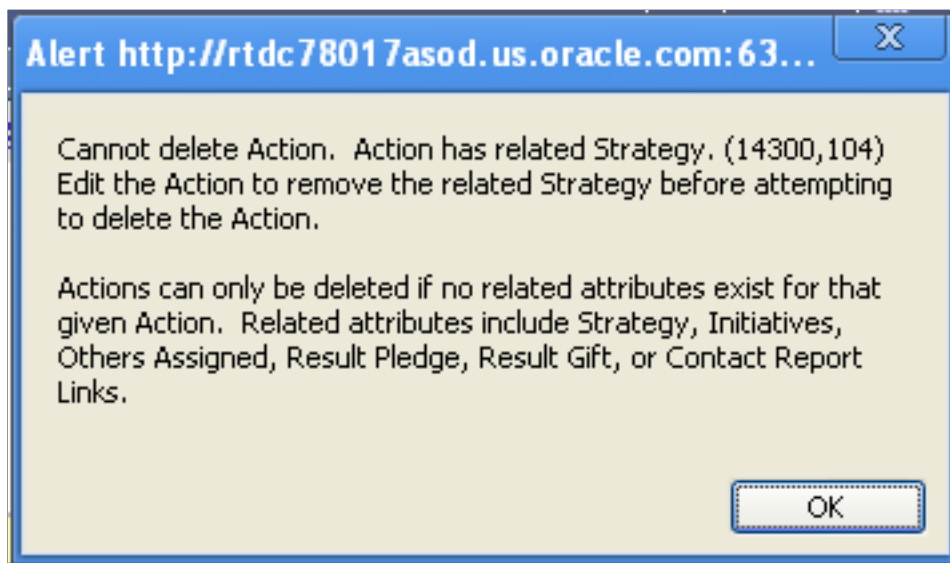 Alert http://rtdc78017asod.us.oracle.com:63...
Cannot delete Action.  Action has related Strategy. (14300,104)
Edit the Action to remove the related Strategy before attempting
to delete the Action.
Actions can only be deleted if no related attributes exist for that
given Action.  Related attributes include Strategy, Initiatives,
Others Assigned, Result Pledge, Result Gift, or Contact Report
Links.
OK